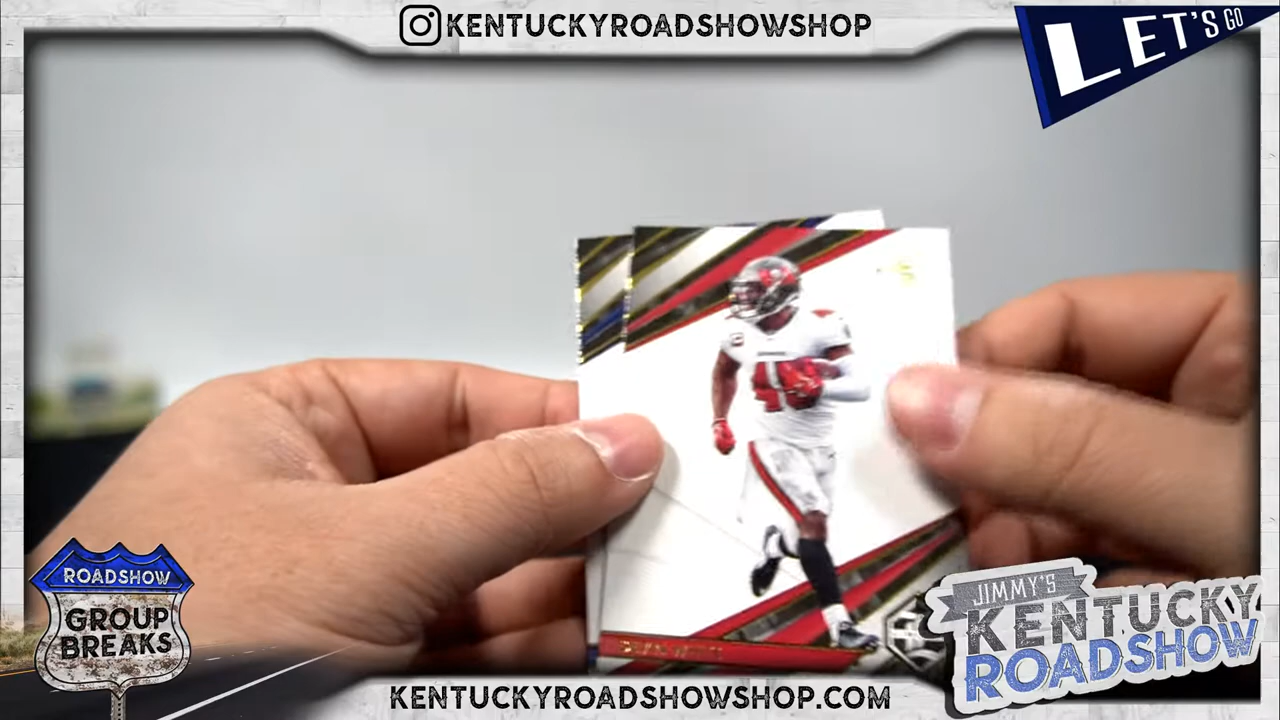 KENTUCKYROADSHOWSHOP
LET'S GO
ROADSHOW
GROUP
BREAKS
JIMMY'S
KENTUCKY
ROADSHOW
KENTUCKYROADSHOWSHOP.COM